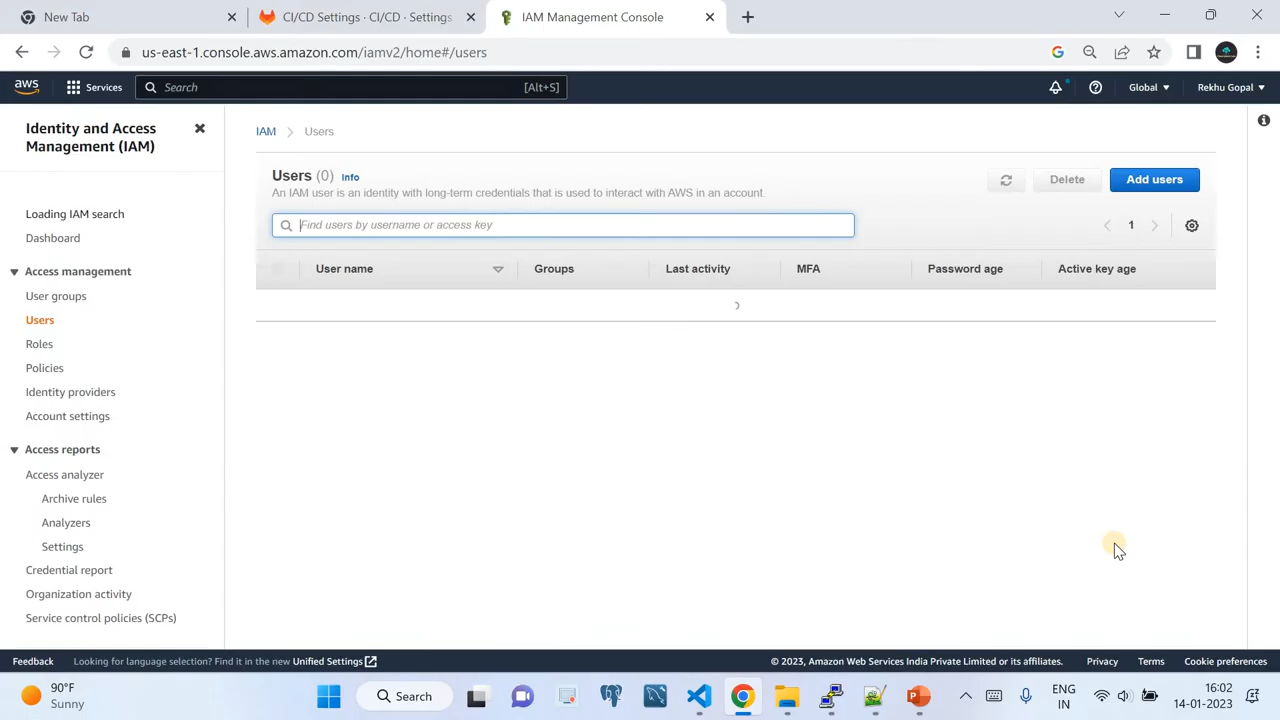 New Tab
CI/CD Settings · CI/CD · Settings
IAM Management Console
us-east-1.console.aws.amazon.com/iamv2/home#/users
aws
Services
Search
[Alt+S]
Global
Rekhu Gopal
Identity and Access
Management (IAM)
Loading IAM search
Dashboard
Access management
User groups
Users
Roles
Policies
Identity providers
Account settings
Access reports
Access analyzer
Archive rules
Analyzers
Settings
Credential report
Organization activity
Service control policies (SCPs)
IAM
Users
Users (0) Info
An IAM user is an identity with long-term credentials that is used to interact with AWS in an account.
Delete
Add users
Find users by username or access key
1
User name
Groups
Last activity
MFA
Password age
Active key age
Feedback
Looking for language selection? Find it in the new Unified Settings
© 2023, Amazon Web Services India Private Limited or its affiliates.
Privacy
Terms
Cookie preferences
90°F
Sunny
Search
ENG
IN
16:02
14-01-2023